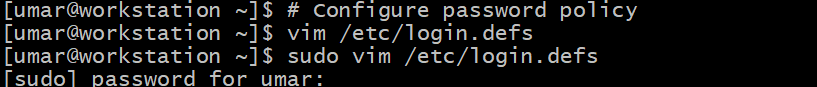 [umar@workstation ~]$ # Configure password policy
[umar@workstation ~]$ vim /etc/login.defs
[umar@workstation ~]$ sudo vim /etc/login.defs
[sudo] password for umar: